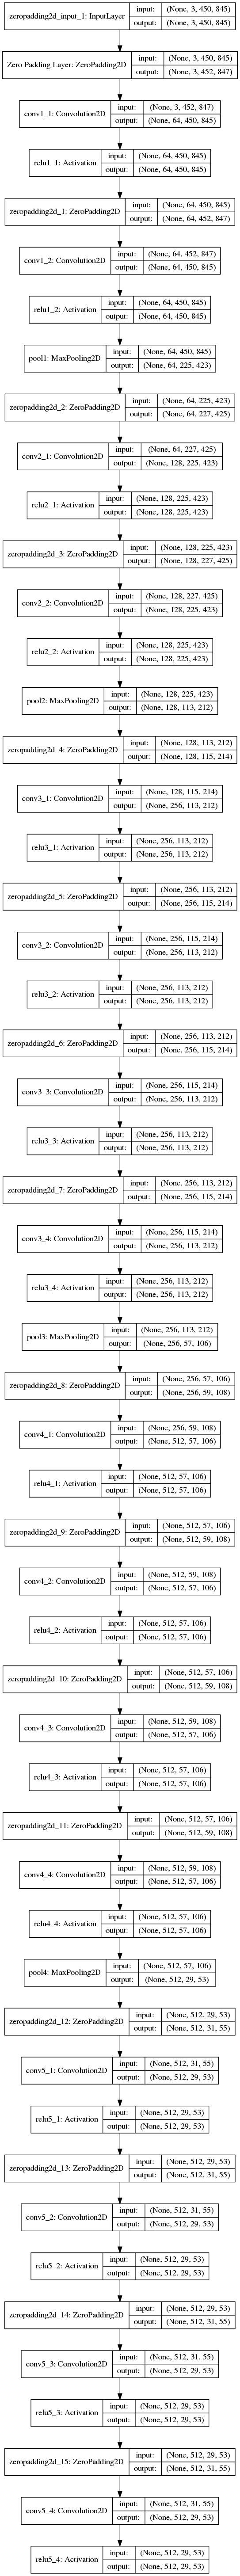 zeropadding2d_input_1: InputLayer
input: (None, 3, 450, 845)
output: (None, 3, 450, 845)
Zero Padding Layer: ZeroPadding2D
input: (None, 3, 450, 845)
output: (None, 3, 452, 847)
conv1_1: Convolution2D
input: (None, 3, 452, 847)
output: (None, 64, 450, 845)
relu1_1: Activation
input: (None, 64, 450, 845)
output: (None, 64, 450, 845)
zeropadding2d_1: ZeroPadding2D
input: (None, 64, 450, 845)
output: (None, 64, 452, 847)
conv1_2: Convolution2D
input: (None, 64, 452, 847)
output: (None, 64, 450, 845)
relu1_2: Activation
input: (None, 64, 450, 845)
output: (None, 64, 450, 845)
pool1: MaxPooling2D
input: (None, 64, 450, 845)
output: (None, 64, 225, 423)
zeropadding2d_2: ZeroPadding2D
input: (None, 64, 225, 423)
output: (None, 64, 227, 425)
conv2_1: Convolution2D
input: (None, 64, 227, 425)
output: (None, 128, 225, 423)
relu2_1: Activation
input: (None, 128, 225, 423)
output: (None, 128, 225, 423)
zeropadding2d_3: ZeroPadding2D
input: (None, 128, 225, 423)
output: (None, 128, 227, 425)
conv2_2: Convolution2D
input: (None, 128, 227, 425)
output: (None, 128, 225, 423)
relu2_2: Activation
input: (None, 128, 225, 423)
output: (None, 128, 225, 423)
pool2: MaxPooling2D
input: (None, 128, 225, 423)
output: (None, 128, 113, 212)
zeropadding2d_4: ZeroPadding2D
input: (None, 128, 113, 212)
output: (None, 128, 115, 214)
conv3_1: Convolution2D
input: (None, 128, 115, 214)
output: (None, 256, 113, 212)
relu3_1: Activation
input: (None, 256, 113, 212)
output: (None, 256, 113, 212)
zeropadding2d_5: ZeroPadding2D
input: (None, 256, 113, 212)
output: (None, 256, 115, 214)
conv3_2: Convolution2D
input: (None, 256, 115, 214)
output: (None, 256, 113, 212)
relu3_2: Activation
input: (None, 256, 113, 212)
output: (None, 256, 113, 212)
zeropadding2d_6: ZeroPadding2D
input: (None, 256, 113, 212)
output: (None, 256, 115, 214)
conv3_3: Convolution2D
input: (None, 256, 115, 214)
output: (None, 256, 113, 212)
relu3_3: Activation
input: (None, 256, 113, 212)
output: (None, 256, 113, 212)
zeropadding2d_7: ZeroPadding2D
input: (None, 256, 113, 212)
output: (None, 256, 115, 214)
conv3_4: Convolution2D
input: (None, 256, 115, 214)
output: (None, 256, 113, 212)
relu3_4: Activation
input: (None, 256, 113, 212)
output: (None, 256, 113, 212)
pool3: MaxPooling2D
input: (None, 256, 113, 212)
output: (None, 256, 57, 106)
zeropadding2d_8: ZeroPadding2D
input: (None, 256, 57, 106)
output: (None, 256, 59, 108)
conv4_1: Convolution2D
input: (None, 256, 59, 108)
output: (None, 512, 57, 106)
relu4_1: Activation
input: (None, 512, 57, 106)
output: (None, 512, 57, 106)
zeropadding2d_9: ZeroPadding2D
input: (None, 512, 57, 106)
output: (None, 512, 59, 108)
conv4_2: Convolution2D
input: (None, 512, 59, 108)
output: (None, 512, 57, 106)
relu4_2: Activation
input: (None, 512, 57, 106)
output: (None, 512, 57, 106)
zeropadding2d_10: ZeroPadding2D
input: (None, 512, 57, 106)
output: (None, 512, 59, 108)
conv4_3: Convolution2D
input: (None, 512, 59, 108)
output: (None, 512, 57, 106)
relu4_3: Activation
input: (None, 512, 57, 106)
output: (None, 512, 57, 106)
zeropadding2d_11: ZeroPadding2D
input: (None, 512, 57, 106)
output: (None, 512, 59, 108)
conv4_4: Convolution2D
input: (None, 512, 59, 108)
output: (None, 512, 57, 106)
relu4_4: Activation
input: (None, 512, 57, 106)
output: (None, 512, 57, 106)
pool4: MaxPooling2D
input: (None, 512, 57, 106)
output: (None, 512, 29, 53)
zeropadding2d_12: ZeroPadding2D
input: (None, 512, 29, 53)
output: (None, 512, 31, 55)
conv5_1: Convolution2D
input: (None, 512, 31, 55)
output: (None, 512, 29, 53)
relu5_1: Activation
input: (None, 512, 29, 53)
output: (None, 512, 29, 53)
zeropadding2d_13: ZeroPadding2D
input: (None, 512, 29, 53)
output: (None, 512, 31, 55)
conv5_2: Convolution2D
input: (None, 512, 31, 55)
output: (None, 512, 29, 53)
relu5_2: Activation
input: (None, 512, 29, 53)
output: (None, 512, 29, 53)
zeropadding2d_14: ZeroPadding2D
input: (None, 512, 29, 53)
output: (None, 512, 31, 55)
conv5_3: Convolution2D
input: (None, 512, 31, 55)
output: (None, 512, 29, 53)
relu5_3: Activation
input: (None, 512, 29, 53)
output: (None, 512, 29, 53)
zeropadding2d_15: ZeroPadding2D
input: (None, 512, 29, 53)
output: (None, 512, 31, 55)
conv5_4: Convolution2D
input: (None, 512, 31, 55)
output: (None, 512, 29, 53)
relu5_4: Activation
input: (None, 512, 29, 53)
output: (None, 512, 29, 53)